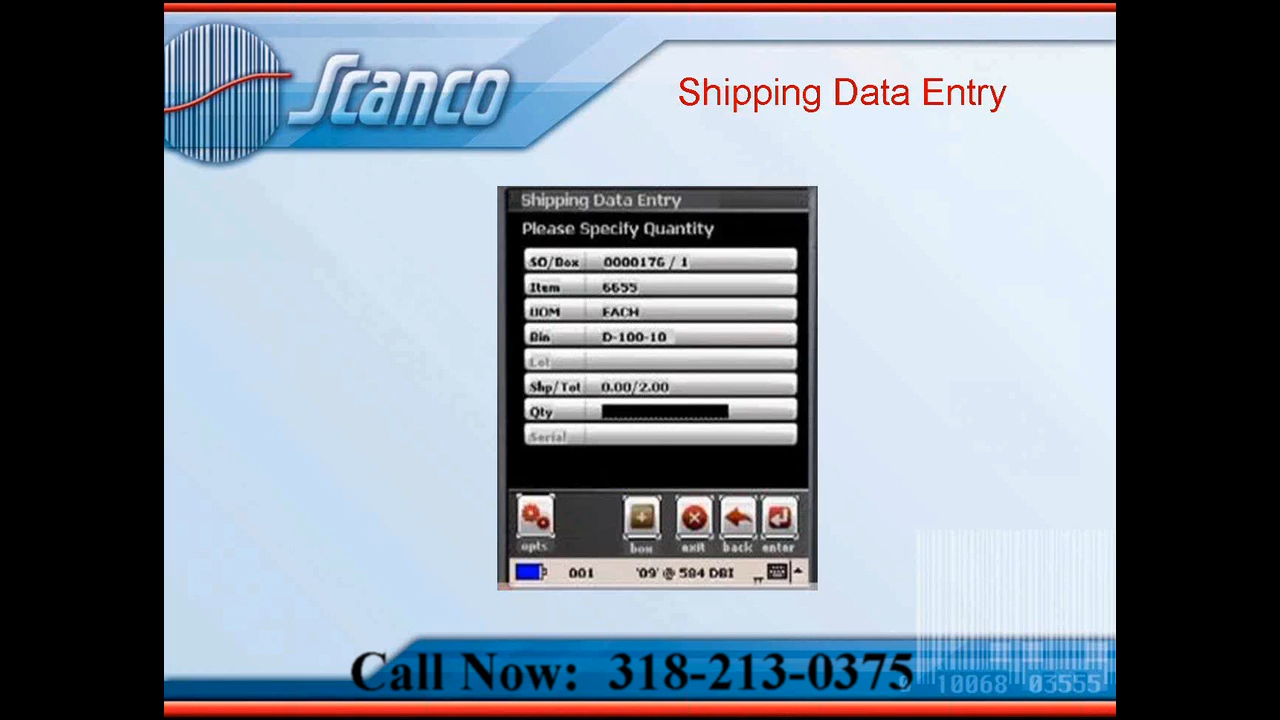 Scanco
Shipping Data Entry
Shipping Data Entry
Please Specify Quantity
SO/Box 0000176 / 1
Item 6655
UOM EACH
Bin D-100-10
Lot
Shp/Tot 0.00/2.00
Qty
Serial
opts box exit back enter
001 '09' @ 584 DBI
Call Now: 318-213-0375
0 10068 03555